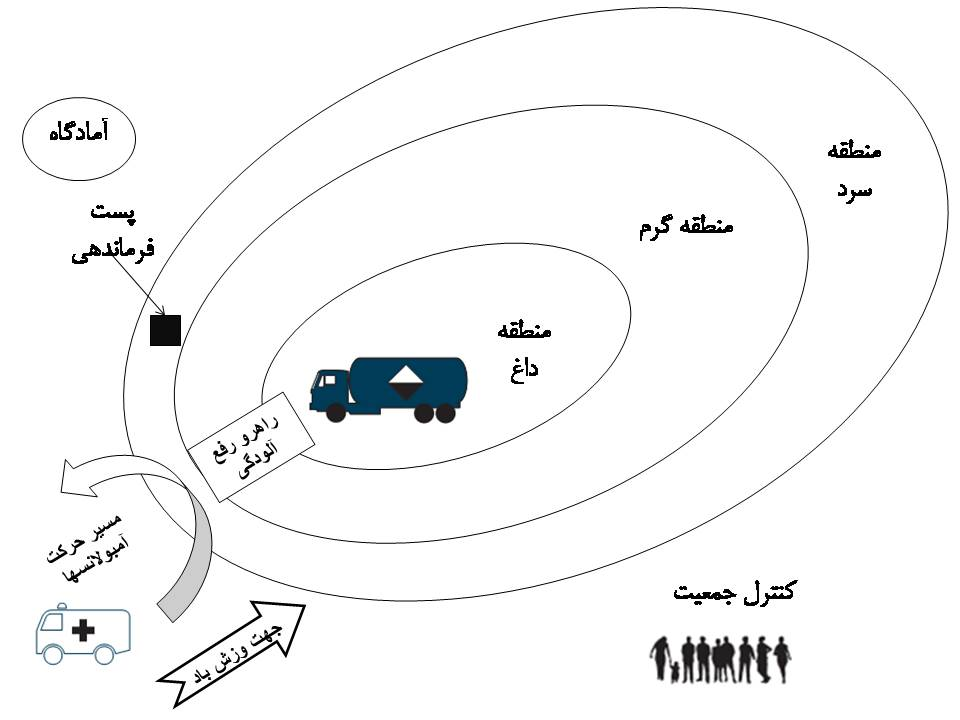 آمادگاه
منطقه
سرد
پست
فرماندهی
منطقه گرم
منطقه
داغ
راهرو رفع
آلودگی
مسیر حرکت
آمبولانسها
کنترل جمعیت
جهت وزش باد